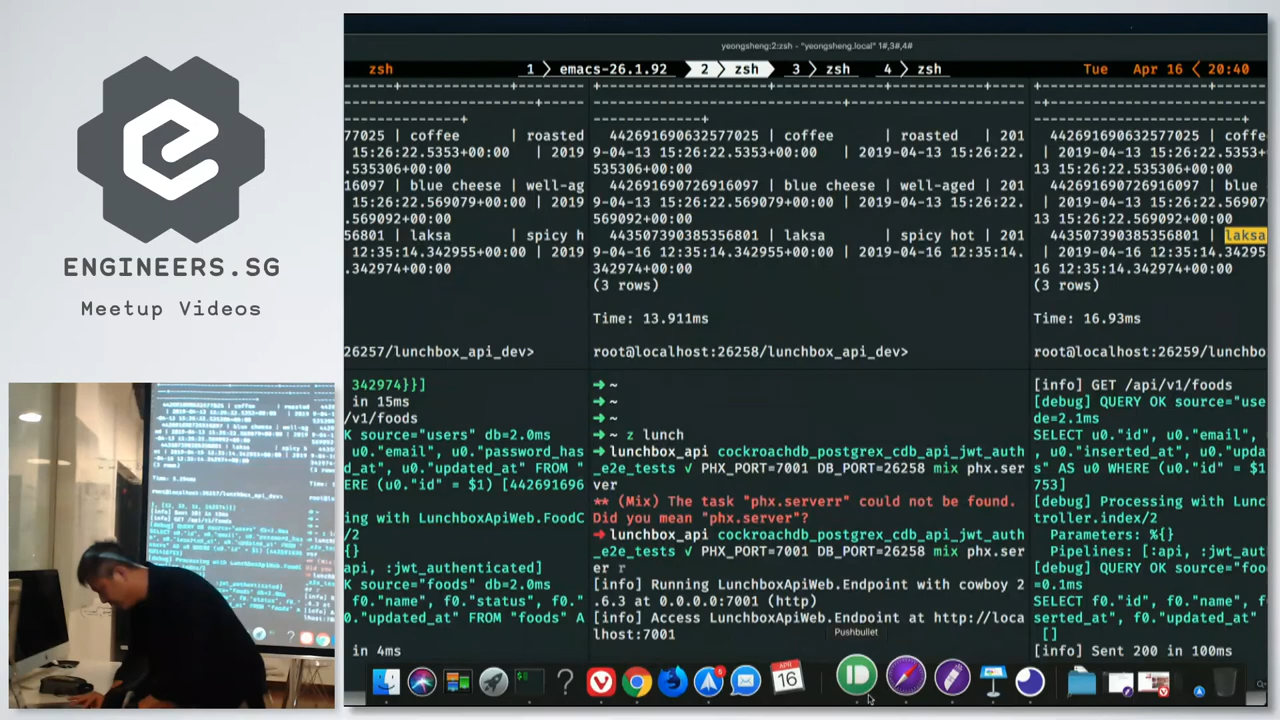 ENGINEERS.SG
Meetup Videos
yeongsheng:2:zsh - "yeongsheng.local" 1#,3#,4#
zsh 1 emacs-26.1.92 2 zsh 3 zsh 4 zsh Tue Apr 16 20:40
77025 | coffee | roasted
12 15:26:22.5353+00:00 | 2019
.535306+00:00
16097 | blue cheese | well-ag
15:26:22.569079+00:00 | 2019
.569092+00:00
56801 | laksa | spicy h
12:35:14.342955+00:00 | 2019
.342974+00:00
26257/lunchbox_api_dev>
442691690632577025 | coffee | roasted | 201
9-04-13 15:26:22.5353+00:00 | 2019-04-13 15:26:22.
535306+00:00
442691690726916097 | blue cheese | well-aged | 201
9-04-13 15:26:22.569079+00:00 | 2019-04-13 15:26:22.
569092+00:00
443507390385356801 | laksa | spicy hot | 201
9-04-16 12:35:14.342955+00:00 | 2019-04-16 12:35:14.
342974+00:00
(3 rows)
Time: 13.911ms
root@localhost:26258/lunchbox_api_dev>
442691690632577025 | coffe
| 2019-04-13 15:26:22.5353
13 15:26:22.535306+00:00
442691690726916097 | blue
| 2019-04-13 15:26:22.56907
13 15:26:22.569092+00:00
443507390385356801 | laksa
| 2019-04-16 12:35:14.34295
16 12:35:14.342974+00:00
(3 rows)
Time: 16.93ms
root@localhost:26259/lunchbo
342974}}]
in 15ms
/v1/foods
K source="users" db=2.0ms
u0."email", u0."password_has
d_at", u0."updated_at" FROM "
ERE (u0."id" = $1) [442691696
ng with LunchboxApiWeb.FoodC
/2
{}
api, :jwt_authenticated]
K source="foods" db=2.0ms
f0."name", f0."status", f0."
0."updated_at" FROM "foods" A
in 4ms
➜ ~
➜ ~
➜ ~
➜ ~ z lunch
➜ lunchbox_api cockroachdb_postgrex_cdb_api_jwt_auth
_e2e_tests ✓ PHX_PORT=7001 DB_PORT=26258 mix phx.ser
ver
** (Mix) The task "phx.serverr" could not be found.
Did you mean "phx.server"?
➜ lunchbox_api cockroachdb_postgrex_cdb_api_jwt_auth
_e2e_tests ✓ PHX_PORT=7001 DB_PORT=26258 mix phx.ser
er r
[info] Running LunchboxApiWeb.Endpoint with cowboy 2
.6.3 at 0.0.0.0:7001 (http)
[info] Access LunchboxApiWeb.Endpoint at http://loca
lhost:7001
[info] GET /api/v1/foods
[debug] QUERY OK source="use
de=2.1ms
SELECT u0."id", u0."email",
", u0."inserted_at", u0."upd
s" AS u0 WHERE (u0."id" = $1
753]
[debug] Processing with Lunc
troller.index/2
Parameters: %{}
Pipelines: [:api, :jwt_aut
[debug] QUERY OK source="foo
=0.1ms
SELECT f0."id", f0."name", f
serted_at", f0."updated_at"
[]
[info] Sent 200 in 100ms
Pushbullet
APR
16